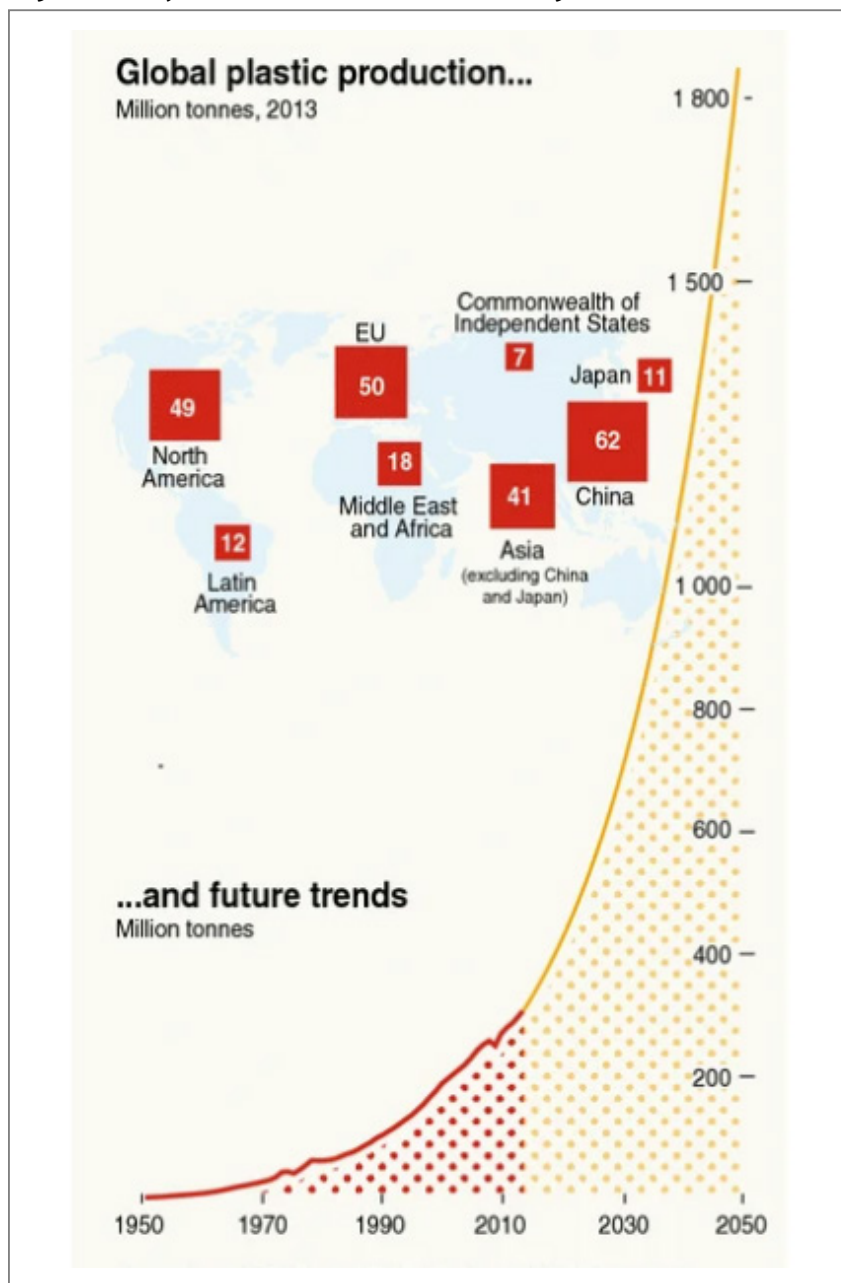 Global plastic production...
Million tonnes, 2013
1 800
1 500
Commonwealth of
Independent States
7
EU
50
Japan 11
49
North
America
62
China
18
Middle East
and Africa
41
Asia
(excluding China
and Japan)
12
Latin
America
1 000
800
600
...and future trends
Million tonnes
400
200
1950 1970 1990 2010 2030 2050